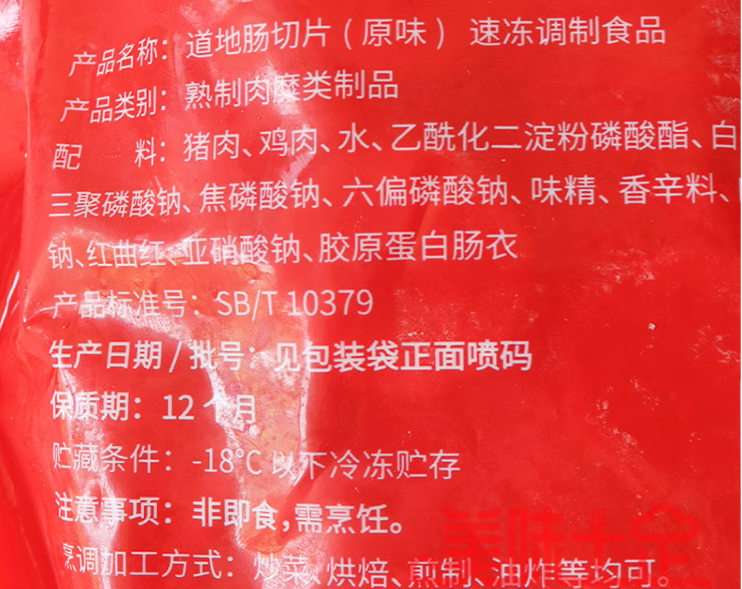 产品名称：道地肠切片（原味） 速冻调制食品
产品类别：熟制肉糜类制品
配 料：猪肉、鸡肉、水、乙酰化二淀粉磷酸酯、白
三聚磷酸钠、焦磷酸钠、六偏磷酸钠、味精、香辛料、
钠、红曲红、亚硝酸钠、胶原蛋白肠衣
产品标准号：SB/T 10379
生产日期/批号：见包装袋正面喷码
保质期：12个月
贮藏条件：-18℃以下冷冻贮存
注意事项：非即食,需烹饪。
烹调加工方式：炒菜、烘焙、煎制、油炸等均可。
美味十全